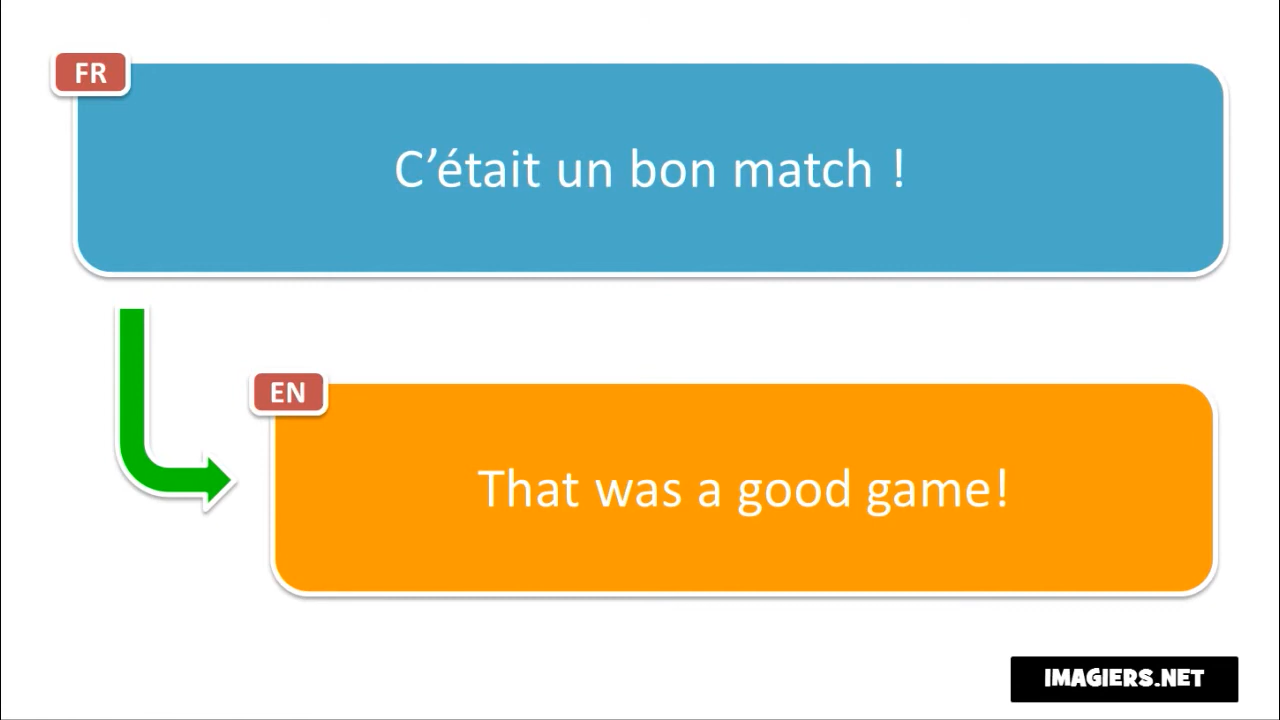 FR
C’était un bon match !
EN
That was a good game!
IMAGIERS.NET